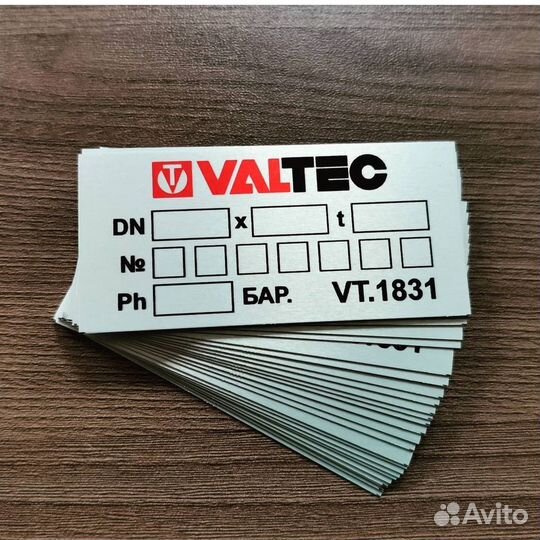 VALTEC
DN x t
№
Ph БАР. VT.1831
Avito